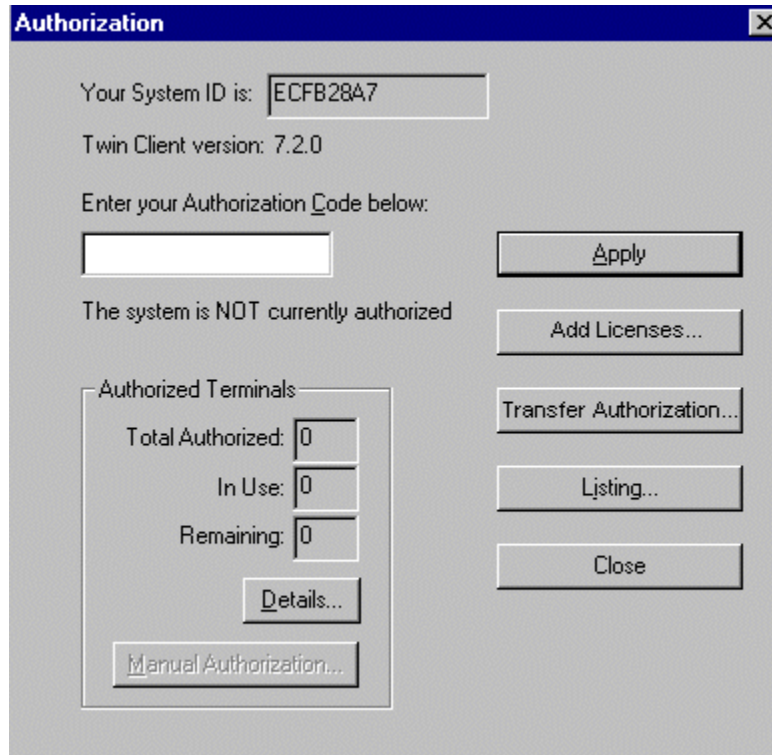 Authorization
Your System ID is: ECFB28A7
Twin Client version: 7.2.0
Enter your Authorization Code below:
Apply
The system is NOT currently authorized
Add Licenses...
Authorized Terminals
Transfer Authorization...
Total Authorized: 0
In Use: 0
Listing...
Remaining: 0
Close
Details...
Manual Authorization...